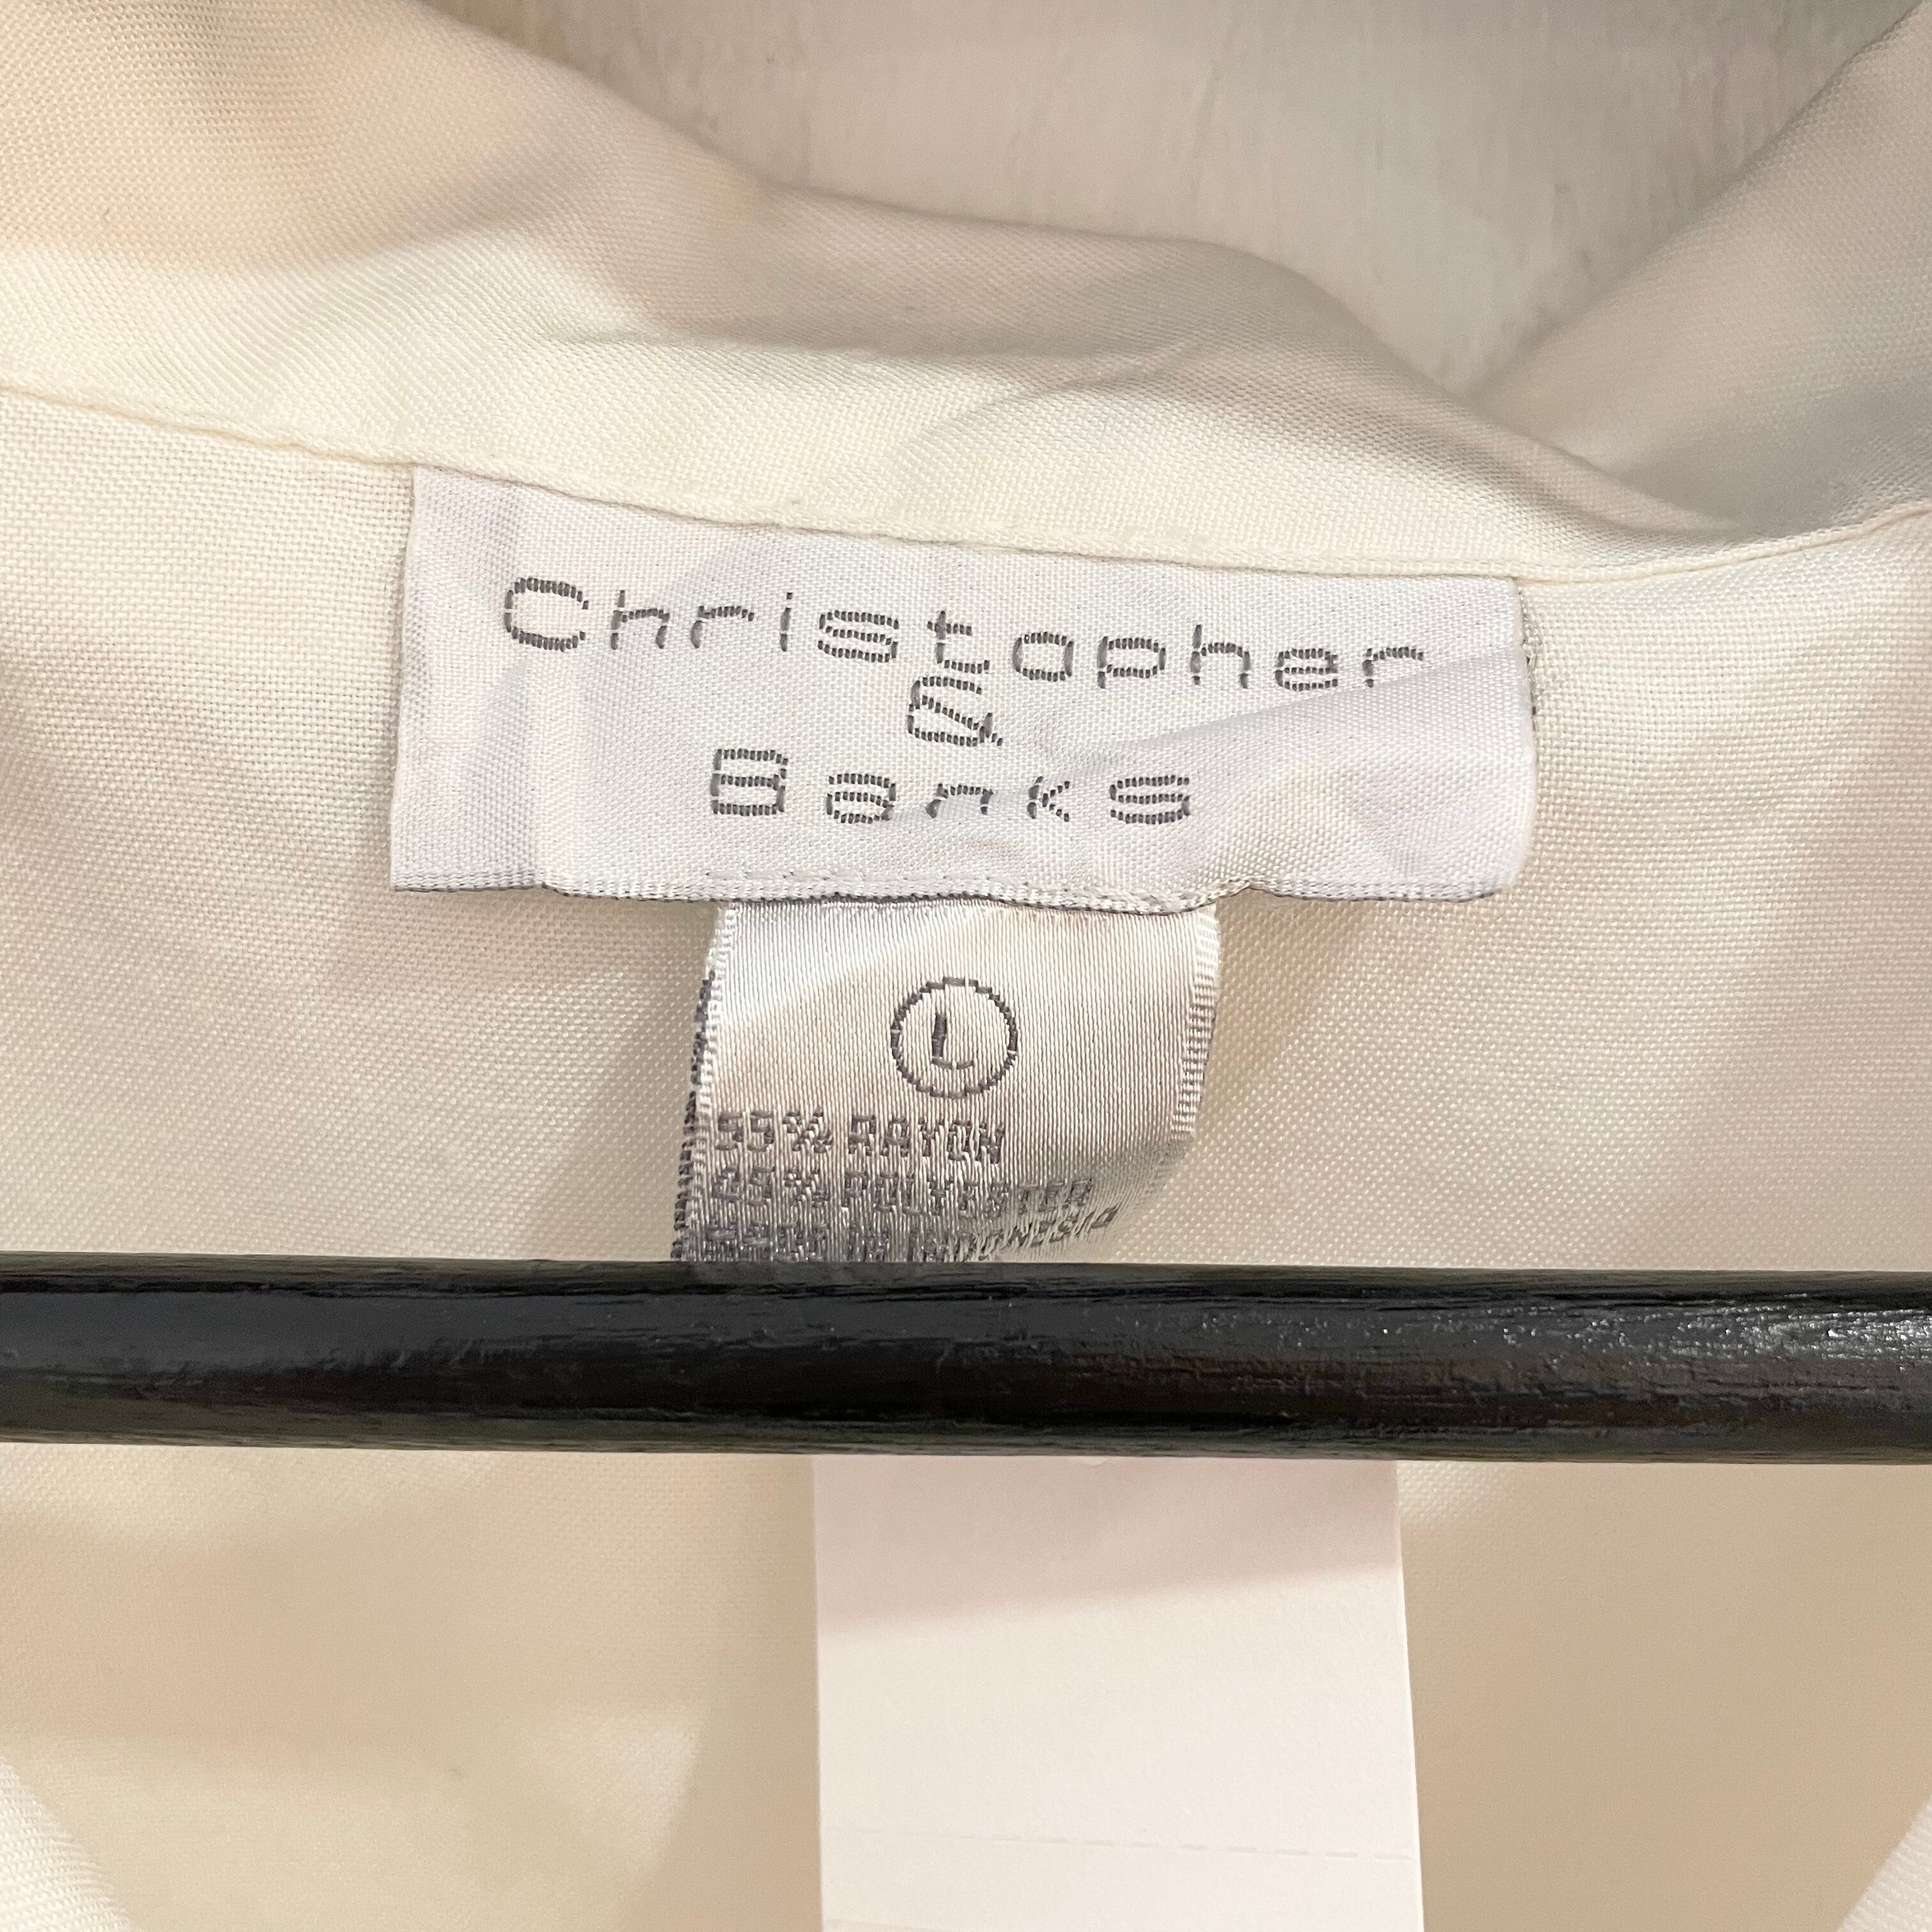 Christopher
&
Banks
L
55% RAYON
45% POLYESTER
MADE IN INDONESIA